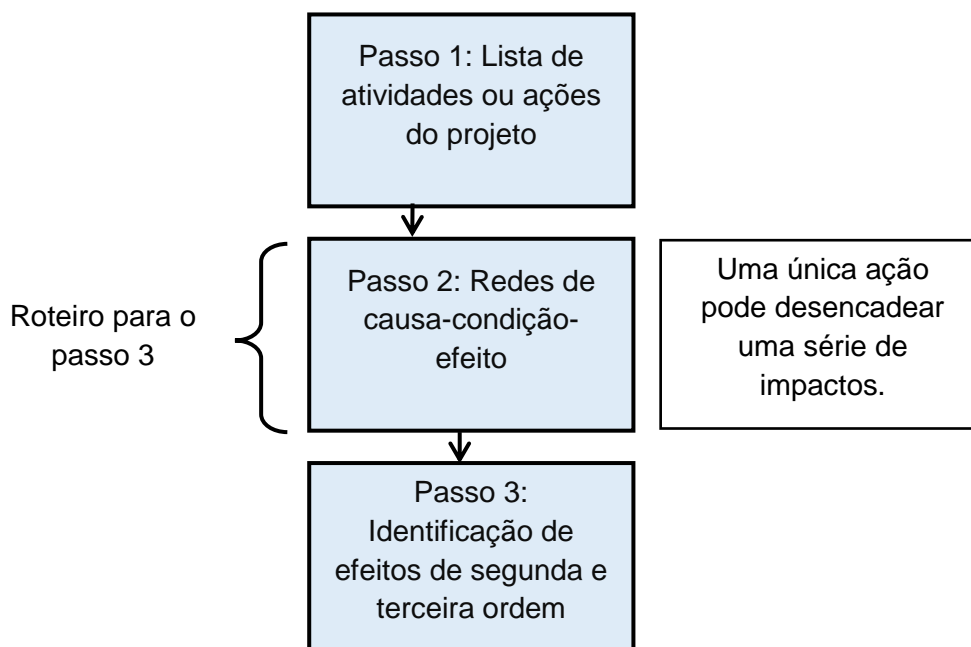 Passo 1: Lista de
atividades ou ações
do projeto
Roteiro para o
passo 3
Passo 2: Redes de
causa-condição-
efeito
Uma única ação
pode desencadear
uma série de
impactos.
Passo 3:
Identificação de
efeitos de segunda e
terceira ordem